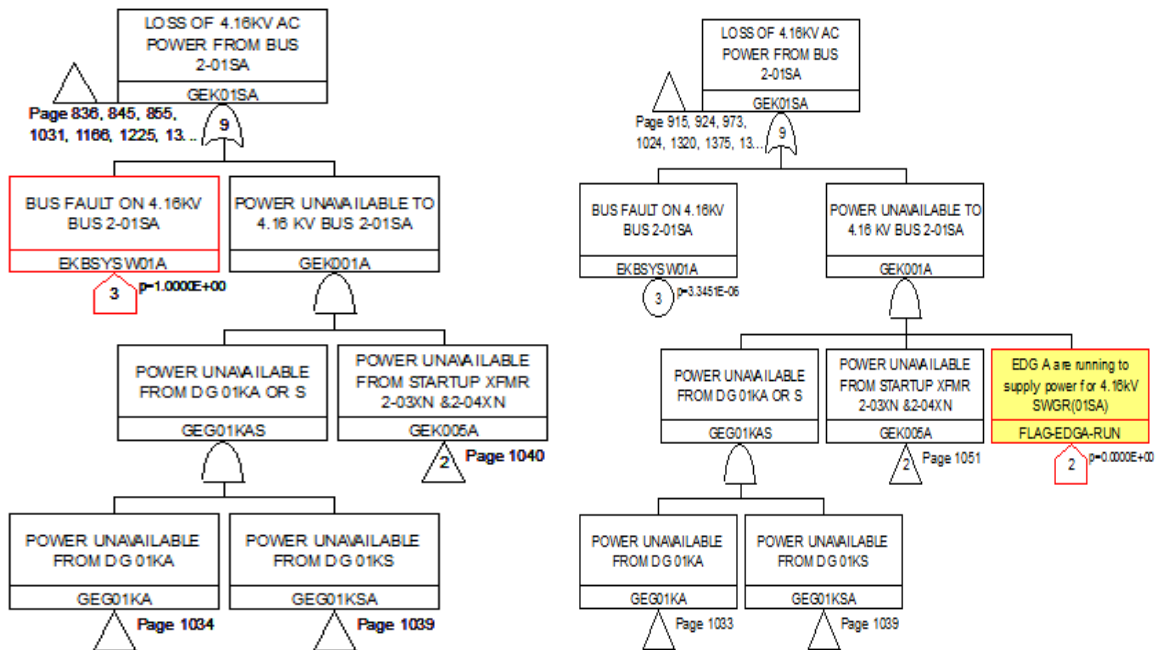 LOSS OF 4.16KV AC
POWER FROM BUS
2-01SA
GEK01SA
Page 836, 845, 855,
1031, 1166, 1225, 13...
9
BUS FAULT ON 4.16KV
BUS 2-01SA
EKBSYSW01A
3
p=1.0000E+00
POWER UNAVAILABLE TO
4.16 KV BUS 2-01SA
GEK001A
POWER UNAVAILABLE
FROM DG 01KA OR S
GEG01KAS
POWER UNAVAILABLE
FROM STARTUP XFMR
2-03XN &2-04XN
GEK005A
2
Page 1040
POWER UNAVAILABLE
FROM DG 01KA
GEG01KA
Page 1034
POWER UNAVAILABLE
FROM DG 01KS
GEG01KSA
Page 1039
LOSS OF 4.16KV AC
POWER FROM BUS
2-01SA
GEK01SA
Page 915, 924, 973,
1024, 1320, 1375, 13...
9
BUS FAULT ON 4.16KV
BUS 2-01SA
EKBSYSW01A
3
p=3.3451E-06
POWER UNAVAILABLE TO
4.16 KV BUS 2-01SA
GEK001A
POWER UNAVAILABLE
FROM DG 01KA OR S
GEG01KAS
POWER UNAVAILABLE
FROM STARTUP XFMR
2-03XN &2-04XN
GEK005A
2
Page 1051
EDG A are running to
supply power for 4.16kV
SWGR(01SA)
FLAG-EDGA-RUN
2
p=0.0000E+00
POWER UNAVAILABLE
FROM DG 01KA
GEG01KA
Page 1033
POWER UNAVAILABLE
FROM DG 01KS
GEG01KSA
Page 1039